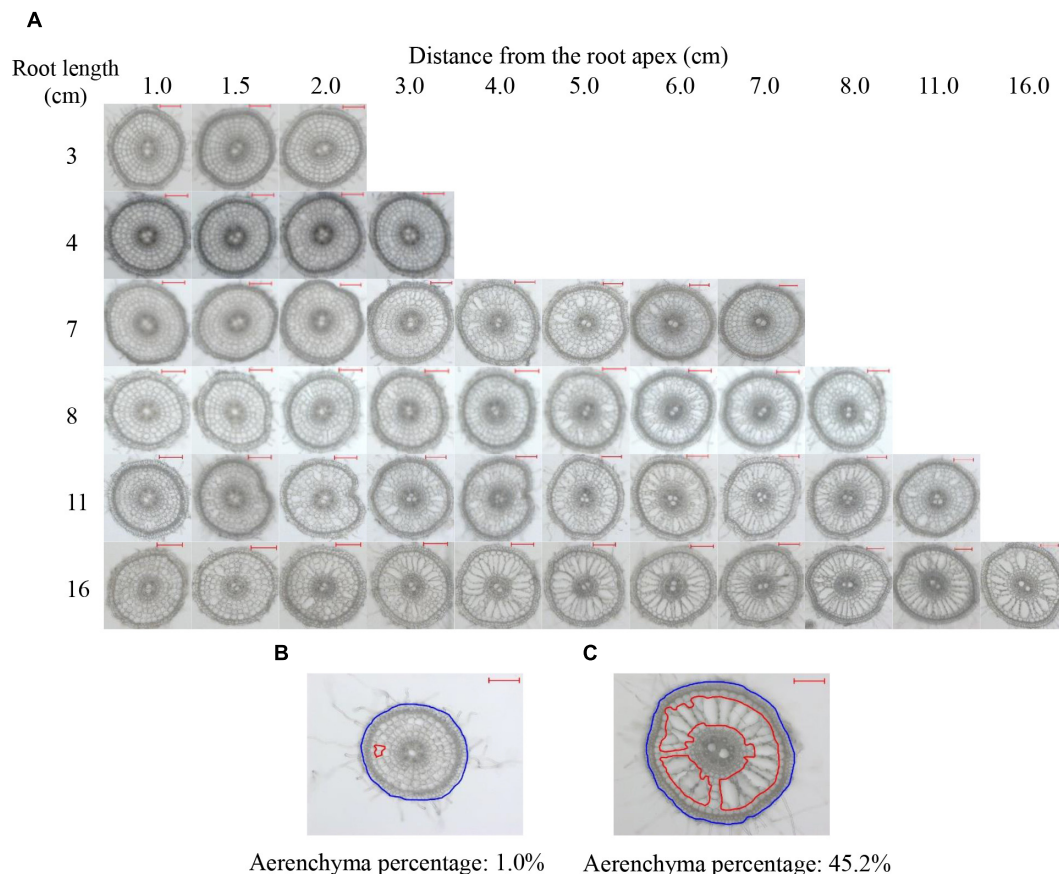 A
Distance from the root apex (cm)
Root length
(cm)
1.0 1.5 2.0 3.0 4.0 5.0 6.0 7.0 8.0 11.0 16.0
3
4
7
8
11
16
B C
Aerenchyma percentage: 1.0% Aerenchyma percentage: 45.2%